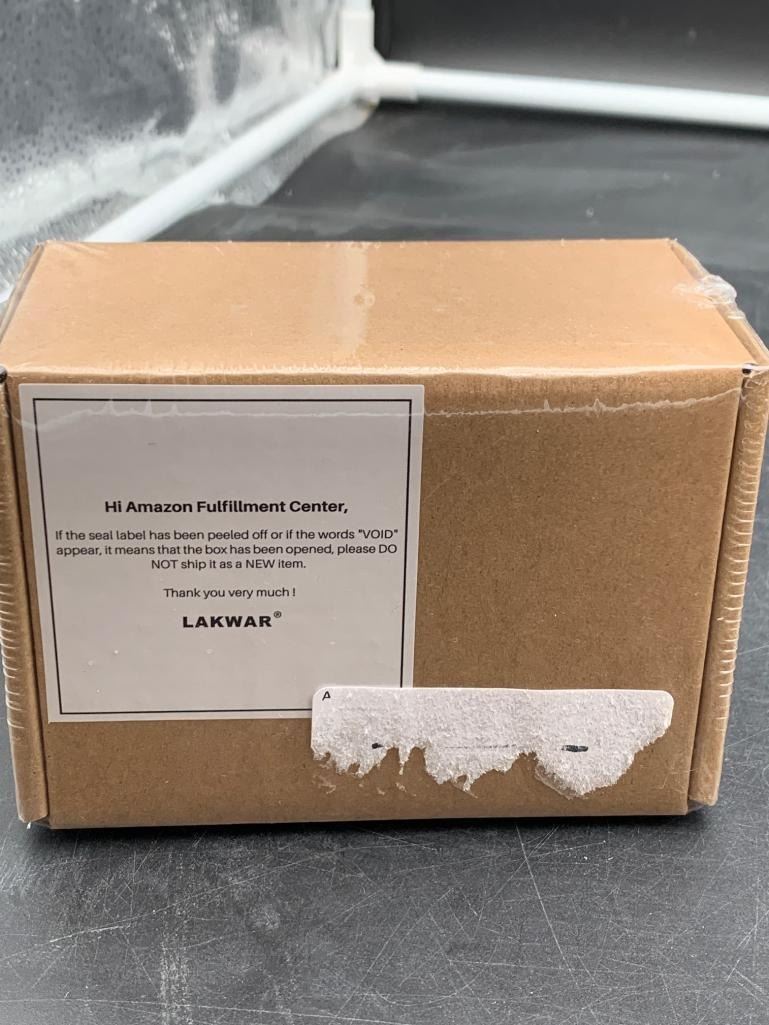 Hi Amazon Fulfillment Center,
If the seal label has been peeled off or if the words "VOID"
appear, it means that the box has been opened, please DO
NOT ship it as a NEW item.
Thank you very much !
LAKWAR®
A